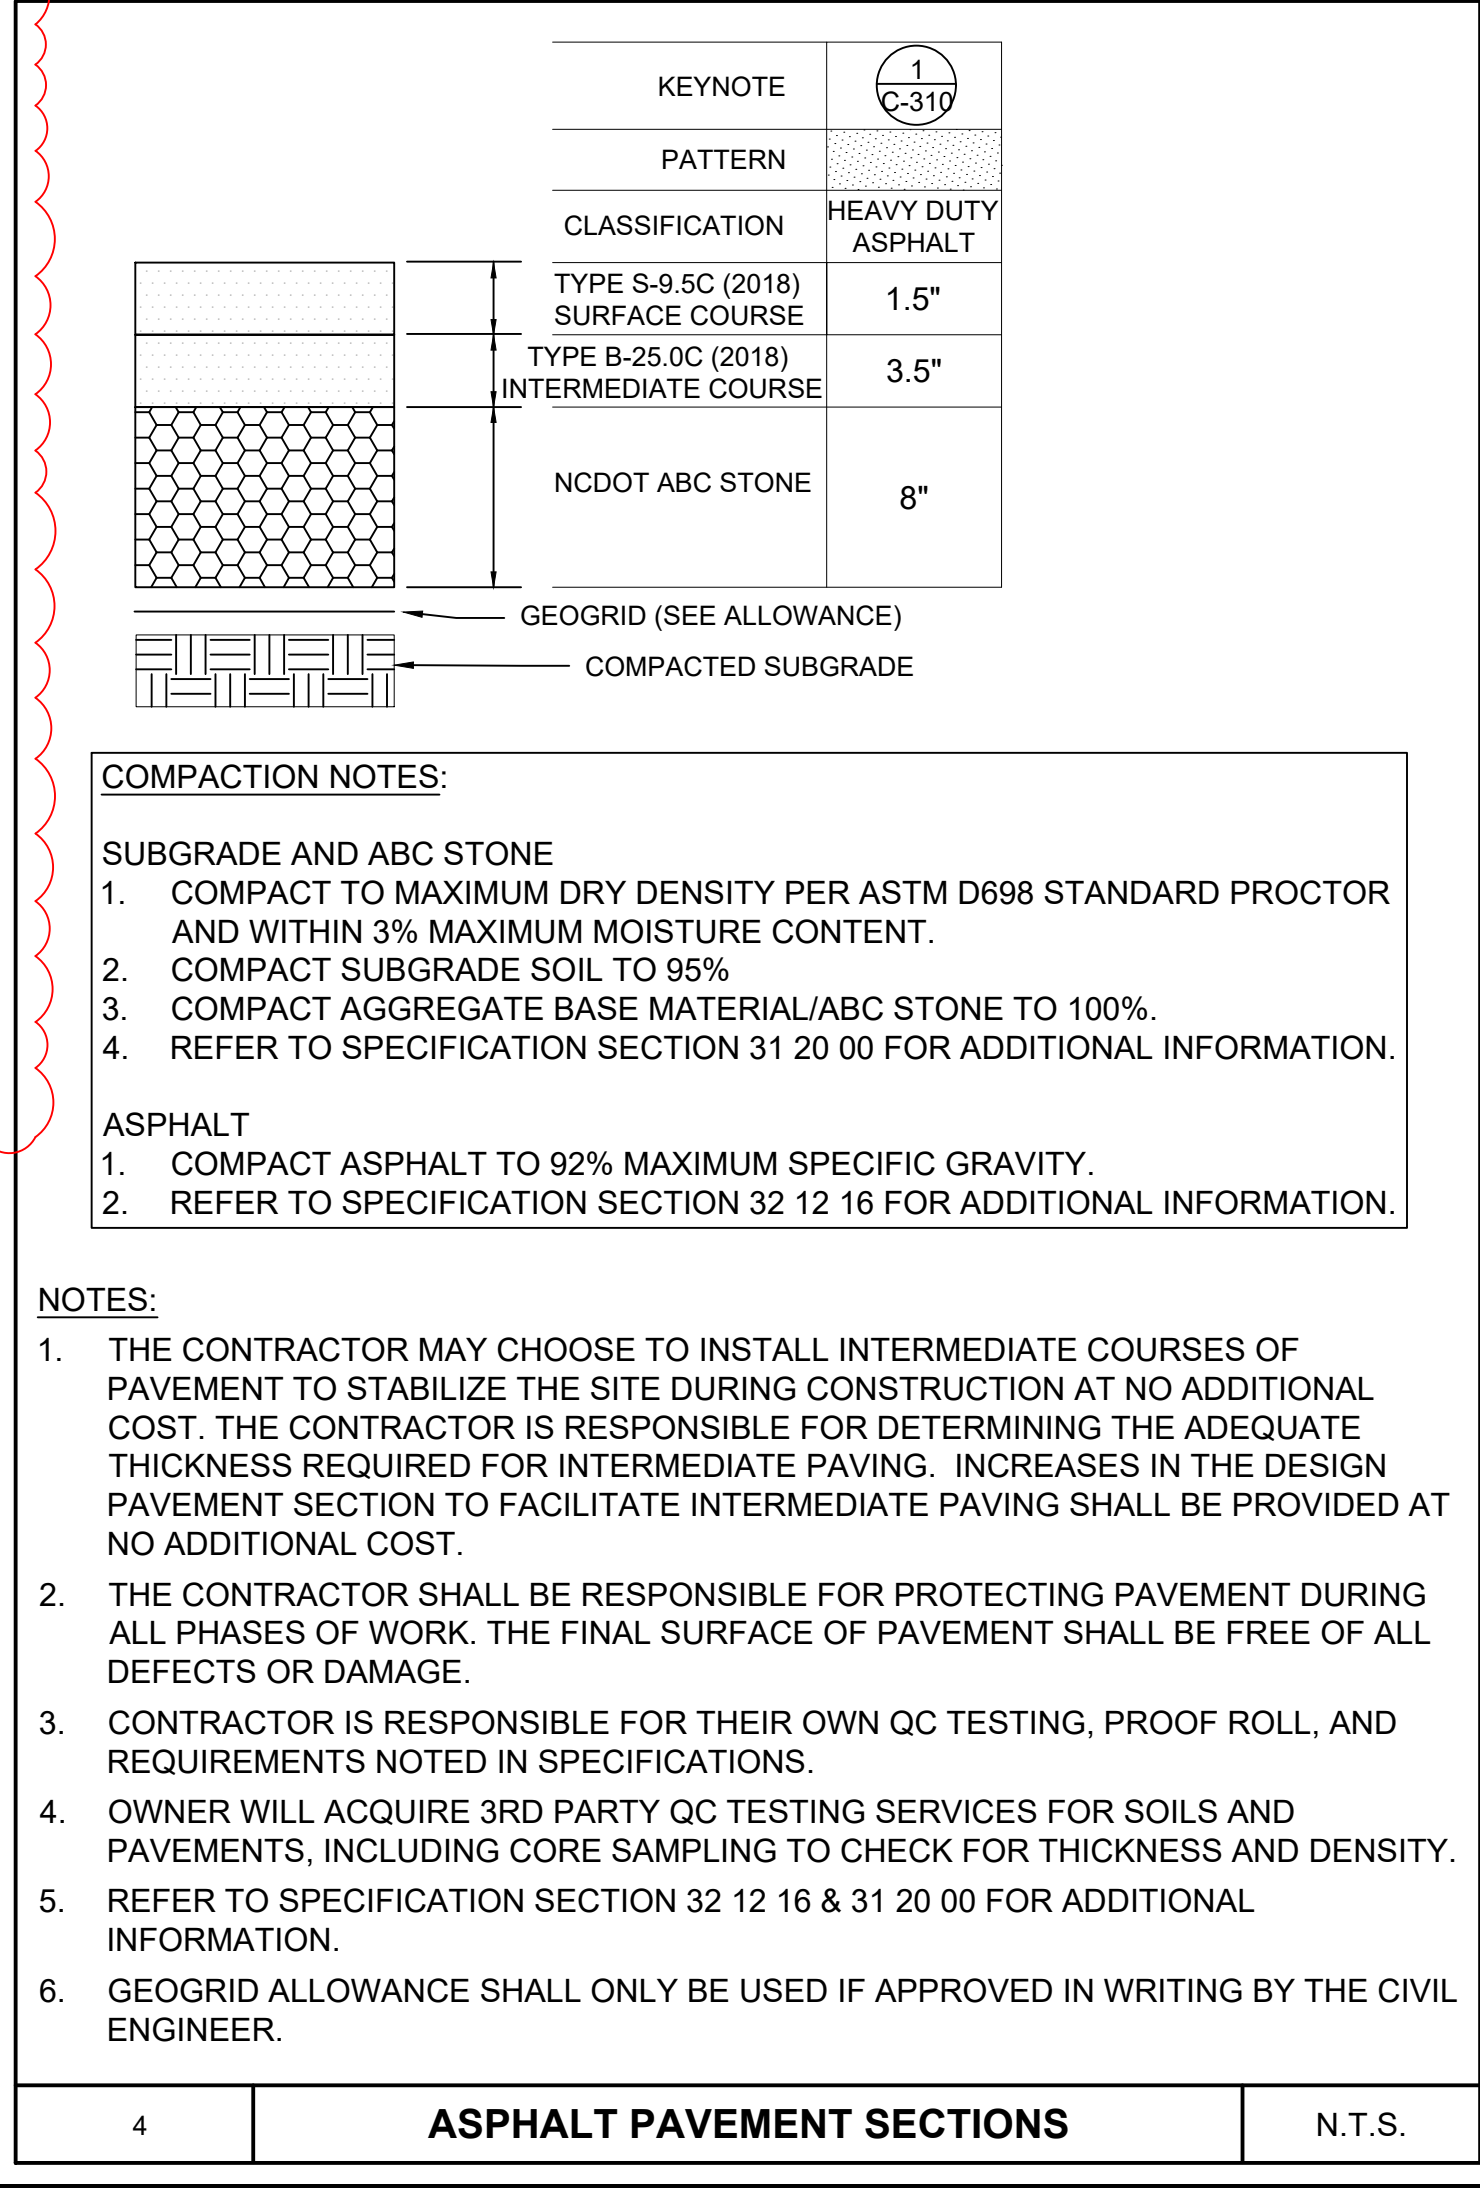 KEYNOTE
1
C-310
PATTERN
CLASSIFICATION
HEAVY DUTY
ASPHALT
TYPE S-9.5C (2018)
SURFACE COURSE
1.5"
TYPE B-25.0C (2018)
INTERMEDIATE COURSE
3.5"
NCDOT ABC STONE
8"
GEOGRID (SEE ALLOWANCE)
COMPACTED SUBGRADE
COMPACTION NOTES:
SUBGRADE AND ABC STONE
1. COMPACT TO MAXIMUM DRY DENSITY PER ASTM D698 STANDARD PROCTOR
AND WITHIN 3% MAXIMUM MOISTURE CONTENT.
2. COMPACT SUBGRADE SOIL TO 95%
3. COMPACT AGGREGATE BASE MATERIAL/ABC STONE TO 100%.
4. REFER TO SPECIFICATION SECTION 31 20 00 FOR ADDITIONAL INFORMATION.
ASPHALT
1. COMPACT ASPHALT TO 92% MAXIMUM SPECIFIC GRAVITY.
2. REFER TO SPECIFICATION SECTION 32 12 16 FOR ADDITIONAL INFORMATION.
NOTES:
1. THE CONTRACTOR MAY CHOOSE TO INSTALL INTERMEDIATE COURSES OF
PAVEMENT TO STABILIZE THE SITE DURING CONSTRUCTION AT NO ADDITIONAL
COST. THE CONTRACTOR IS RESPONSIBLE FOR DETERMINING THE ADEQUATE
THICKNESS REQUIRED FOR INTERMEDIATE PAVING. INCREASES IN THE DESIGN
PAVEMENT SECTION TO FACILITATE INTERMEDIATE PAVING SHALL BE PROVIDED AT
NO ADDITIONAL COST.
2. THE CONTRACTOR SHALL BE RESPONSIBLE FOR PROTECTING PAVEMENT DURING
ALL PHASES OF WORK. THE FINAL SURFACE OF PAVEMENT SHALL BE FREE OF ALL
DEFECTS OR DAMAGE.
3. CONTRACTOR IS RESPONSIBLE FOR THEIR OWN QC TESTING, PROOF ROLL, AND
REQUIREMENTS NOTED IN SPECIFICATIONS.
4. OWNER WILL ACQUIRE 3RD PARTY QC TESTING SERVICES FOR SOILS AND
PAVEMENTS, INCLUDING CORE SAMPLING TO CHECK FOR THICKNESS AND DENSITY.
5. REFER TO SPECIFICATION SECTION 32 12 16 & 31 20 00 FOR ADDITIONAL
INFORMATION.
6. GEOGRID ALLOWANCE SHALL ONLY BE USED IF APPROVED IN WRITING BY THE CIVIL
ENGINEER.
4
ASPHALT PAVEMENT SECTIONS
N.T.S.